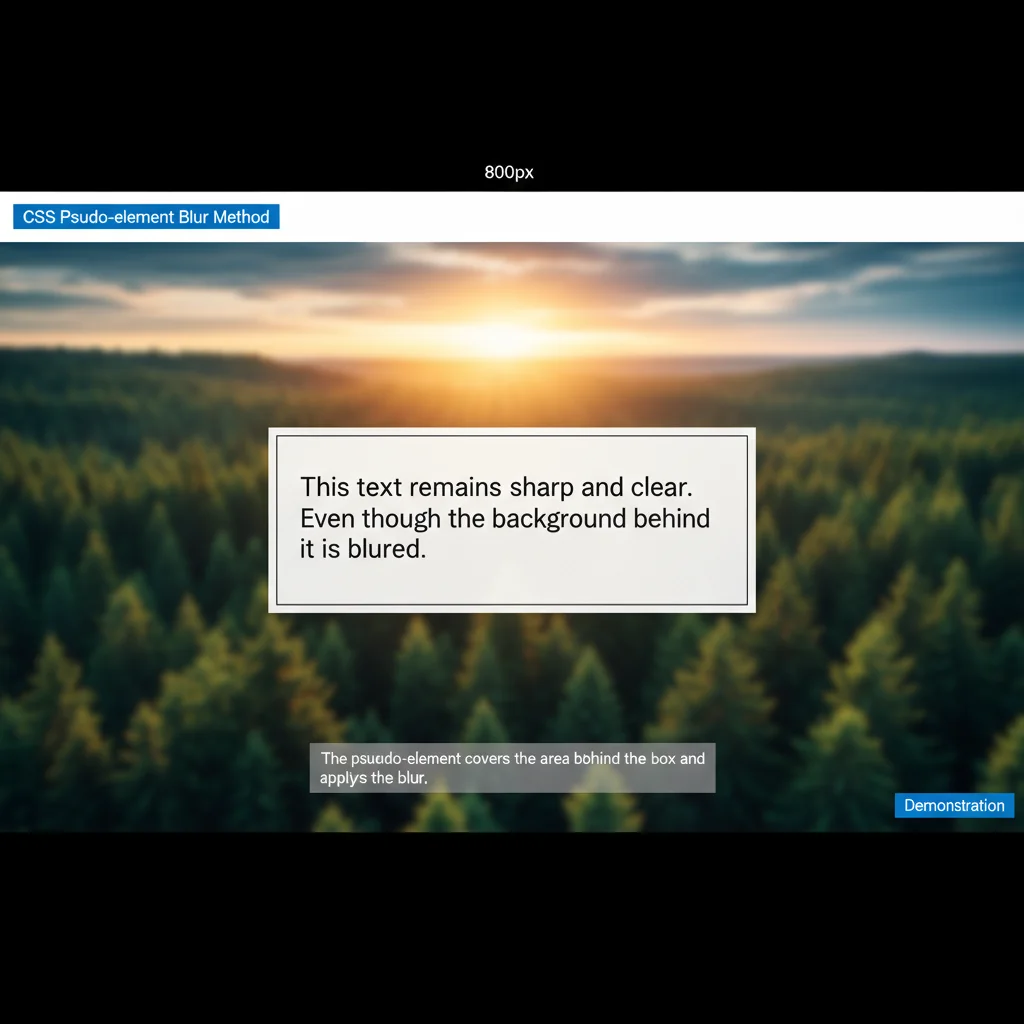 800px
CSS Psudo-element Blur Method
This text remains sharp and clear.
Even though the background behind
it is blured.
The psuudo-element covers the area bohind the box and
applys the blur.
Demonstration